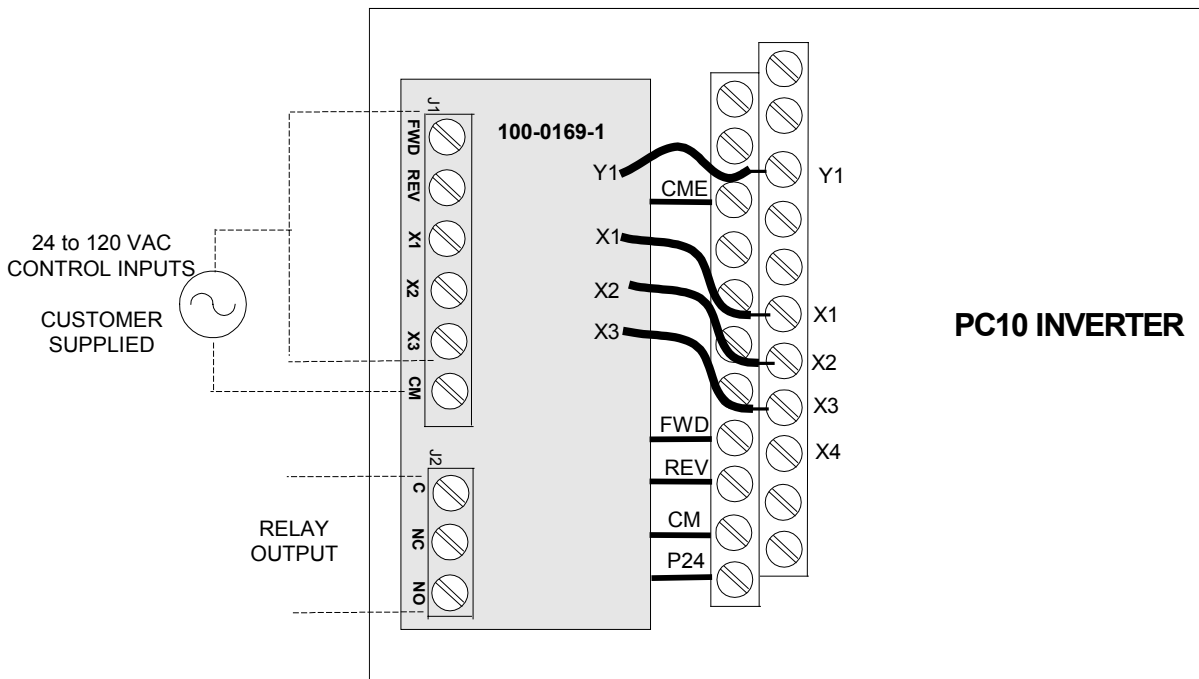 24 to 120 VAC
CONTROL INPUTS
CUSTOMER
SUPPLIED
J1
FWD
REV
X1
X2
X3
CM
J2
C
NC
NO
RELAY
OUTPUT
100-0169-1
Y1
CME
X1
X2
X3
FWD
REV
CM
P24
Y1
X1
X2
X3
X4
PC10 INVERTER